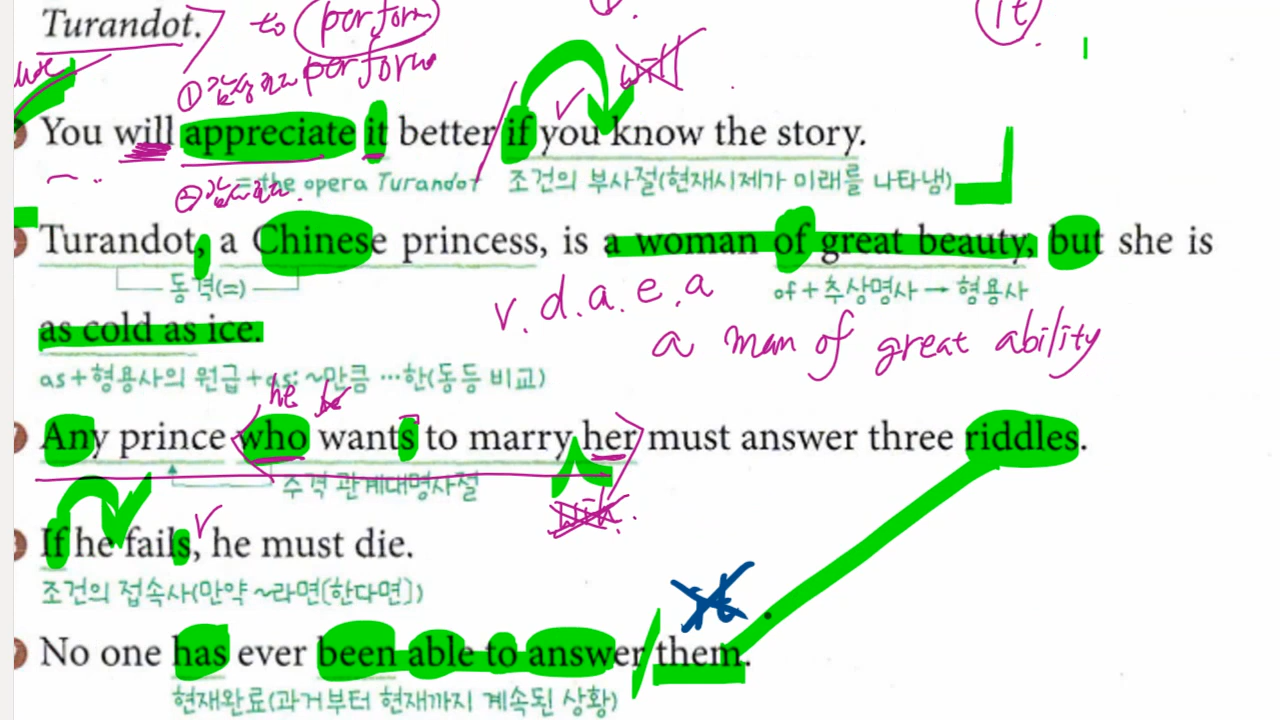 Turandot. to perform
it
① 감상하다 perform
will
You will appreciate it better if you know the story.
② 감사하다
= the opera Turandot 조건의 부사절(현재시제가 미래를 나타냄)
Turandot, a Chinese princess, is a woman of great beauty, but she is
동격(=) of+추상명사→형용사
v. d. a. e. a
a man of great ability
as cold as ice.
as+형용사의 원급+as: ~만큼 …한(동등 비교)
he
Any prince who wants to marry her must answer three riddles.
주격 관계대명사절
with
If he fails, he must die.
조건의 접속사(만약 ~라면[한다면])
it
No one has ever been able to answer them.
현재완료(과거부터 현재까지 계속된 상황)